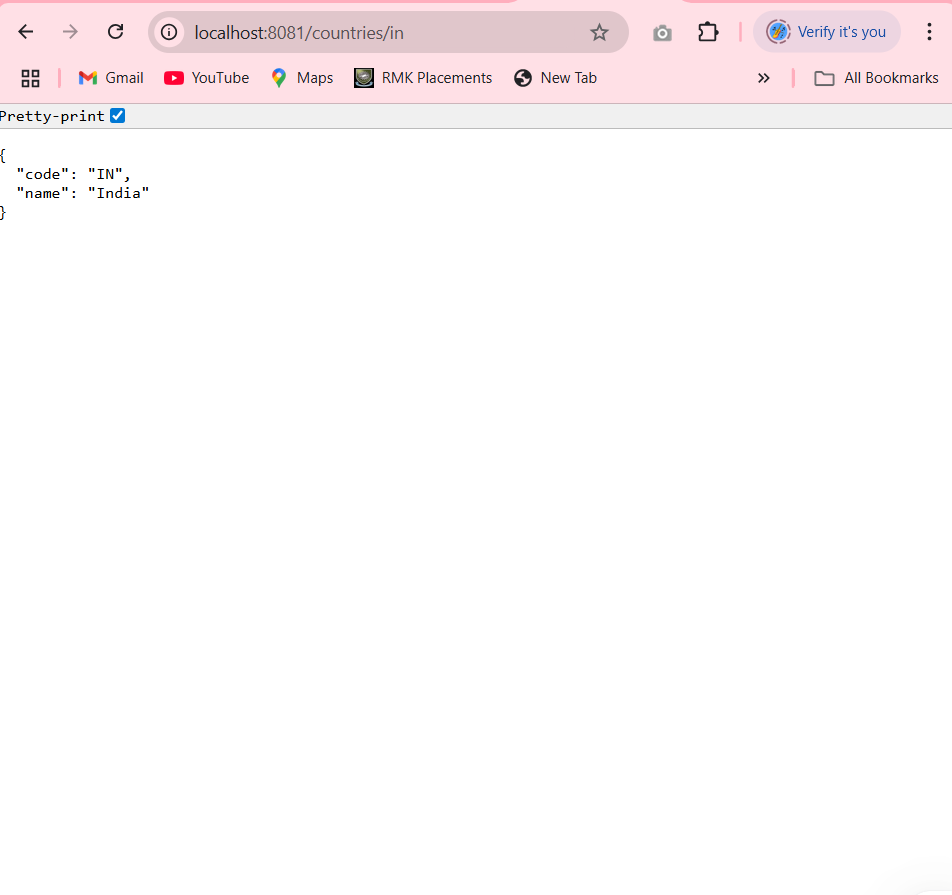 localhost:8081/countries/in
Verify it's you
Gmail YouTube Maps RMK Placements New Tab All Bookmarks
Pretty-print
{
  "code": "IN",
  "name": "India"
}